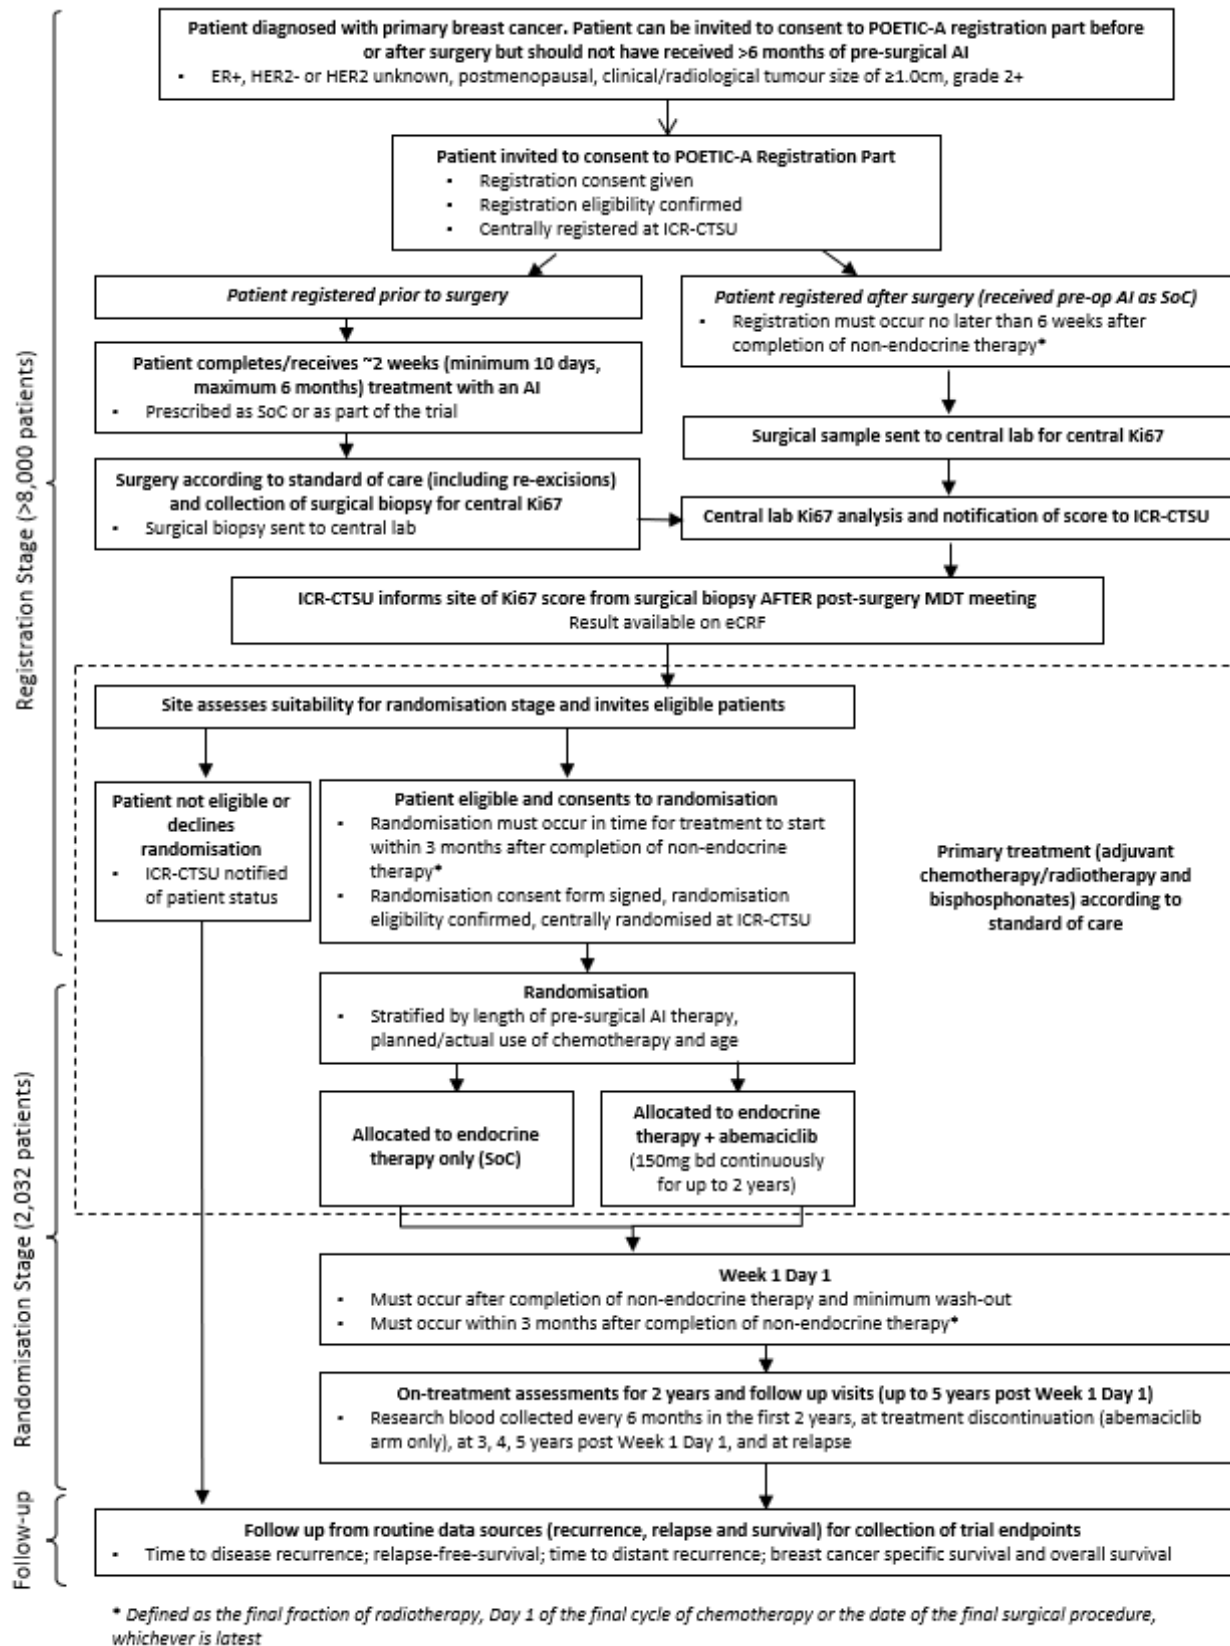 Patient diagnosed with primary breast cancer. Patient can be invited to consent to POETIC-A registration part before
or after surgery but should not have received >6 months of pre-surgical AI
▪ ER+, HER2- or HER2 unknown, postmenopausal, clinical/radiological tumour size of ≥1.0cm, grade 2+
Patient invited to consent to POETIC-A Registration Part
▪ Registration consent given
▪ Registration eligibility confirmed
▪ Centrally registered at ICR-CTSU
Patient registered prior to surgery
Patient registered after surgery (received pre-op AI as SoC)
▪ Registration must occur no later than 6 weeks after
completion of non-endocrine therapy*
Patient completes/receives ~2 weeks (minimum 10 days,
maximum 6 months) treatment with an AI
▪ Prescribed as SoC or as part of the trial
Surgical sample sent to central lab for central Ki67
Surgery according to standard of care (including re-excisions)
and collection of surgical biopsy for central Ki67
▪ Surgical biopsy sent to central lab
Central lab Ki67 analysis and notification of score to ICR-CTSU
ICR-CTSU informs site of Ki67 score from surgical biopsy AFTER post-surgery MDT meeting
Result available on eCRF
Registration Stage (>8,000 patients)
Site assesses suitability for randomisation stage and invites eligible patients
Patient not eligible or
declines
randomisation
▪ ICR-CTSU notified
of patient status
Patient eligible and consents to randomisation
▪ Randomisation must occur in time for treatment to start
within 3 months after completion of non-endocrine
therapy*
▪ Randomisation consent form signed, randomisation
eligibility confirmed, centrally randomised at ICR-CTSU
Primary treatment (adjuvant
chemotherapy/radiotherapy and
bisphosphonates) according to
standard of care
Randomisation
▪ Stratified by length of pre-surgical AI therapy,
planned/actual use of chemotherapy and age
Allocated to endocrine
therapy only (SoC)
Allocated to endocrine
therapy + abemaciclib
(150mg bd continuously
for up to 2 years)
Randomisation Stage (2,032 patients)
Week 1 Day 1
▪ Must occur after completion of non-endocrine therapy and minimum wash-out
▪ Must occur within 3 months after completion of non-endocrine therapy*
On-treatment assessments for 2 years and follow up visits (up to 5 years post Week 1 Day 1)
▪ Research blood collected every 6 months in the first 2 years, at treatment discontinuation (abemaciclib
arm only), at 3, 4, 5 years post Week 1 Day 1, and at relapse
Follow-up
Follow up from routine data sources (recurrence, relapse and survival) for collection of trial endpoints
▪ Time to disease recurrence; relapse-free-survival; time to distant recurrence; breast cancer specific survival and overall survival
* Defined as the final fraction of radiotherapy, Day 1 of the final cycle of chemotherapy or the date of the final surgical procedure,
whichever is latest